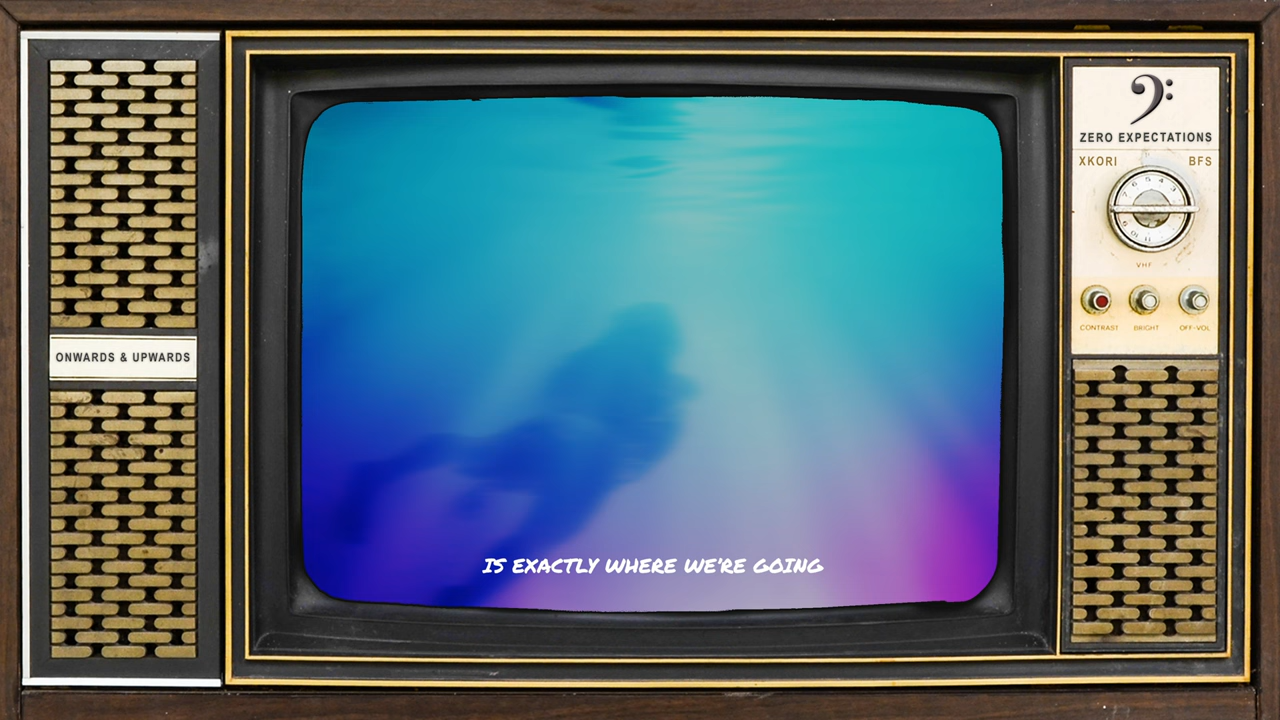 ONWARDS & UPWARDS
IS EXACTLY WHERE WE'RE GOING
ZERO EXPECTATIONS
XKORI BFS
VHF
CONTRAST BRIGHT OFF-VOL